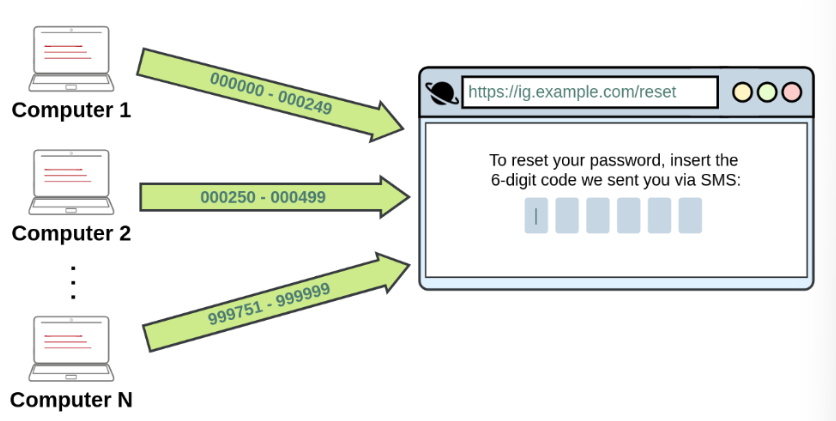 Computer 1
000000 - 000249
Computer 2
000250 - 000499
Computer N
999751 - 999999
https://ig.example.com/reset
To reset your password, insert the
6-digit code we sent you via SMS: